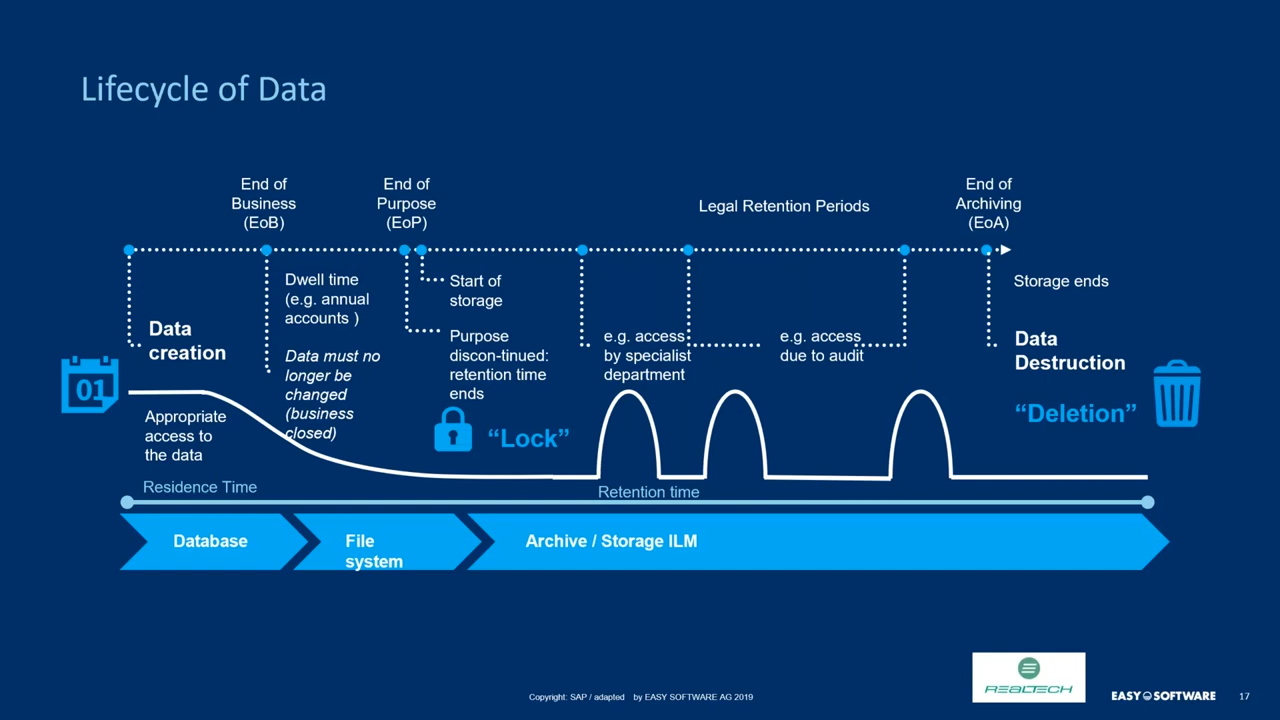 Lifecycle of Data
End of
Business
(EoB)
End of
Purpose
(EoP)
Legal Retention Periods
End of
Archiving
(EoA)
Data
creation
Dwell time
(e.g. annual
accounts )
Data must no
longer be
changed
(business
closed)
Start of
storage
Purpose
discon-tinued:
retention time
ends
e.g. access
by specialist
department
e.g. access
due to audit
Storage ends
Data
Destruction
01
Appropriate
access to
the data
“Lock”
“Deletion”
Residence Time
Retention time
Database
File
system
Archive / Storage ILM
REALTECH
Copyright: SAP / adapted by EASY SOFTWARE AG 2019
EASY SOFTWARE
17